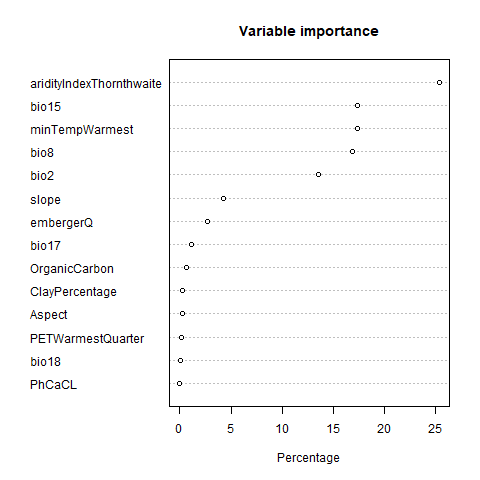 Variable importance
aridityIndexThornthwaite
bio15
minTempWarmest
bio8
bio2
slope
embergerQ
bio17
OrganicCarbon
ClayPercentage
Aspect
PETWarmestQuarter
bio18
PhCaCL
0 5 10 15 20 25
Percentage